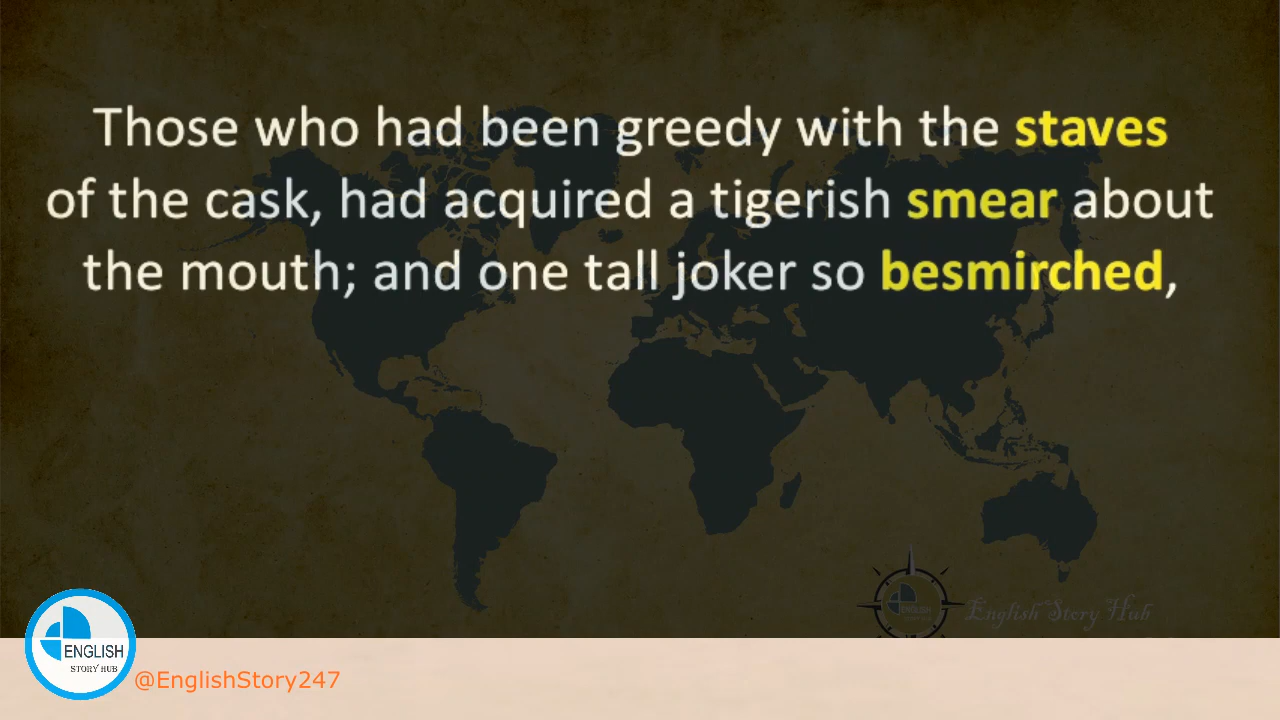 Those who had been greedy with the staves
of the cask, had acquired a tigerish smear about
the mouth; and one tall joker so besmirched,
English Story Hub
ENGLISH
STORY HUB
@EnglishStory247